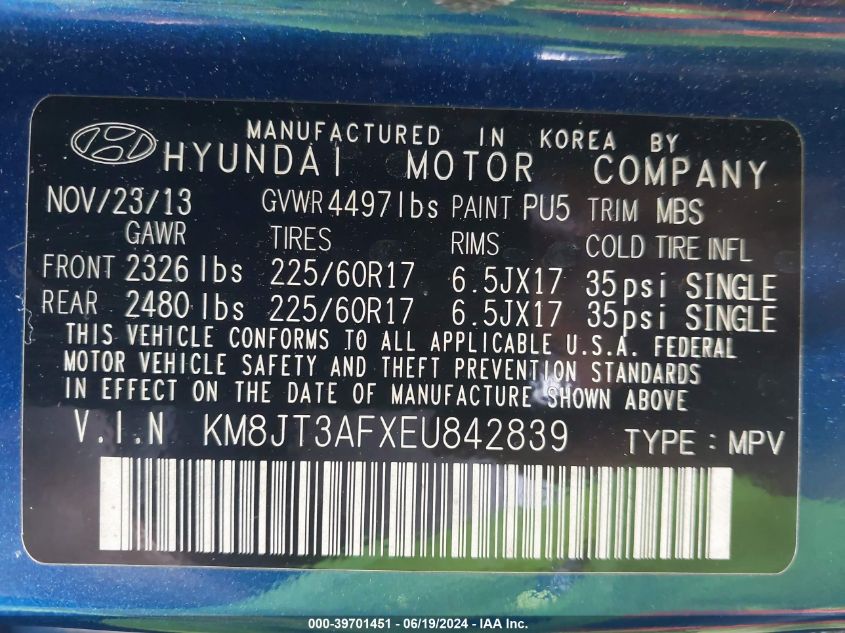 MANUFACTURED IN KOREA BY
HYUNDAI MOTOR COMPANY
NOV/23/13 GVWR 4497lbs PAINT PU5 TRIM MBS
GAWR TIRES RIMS COLD TIRE INFL
FRONT 2326 lbs 225/60R17 6.5JX17 35psi SINGLE
REAR 2480 lbs 225/60R17 6.5JX17 35psi SINGLE
THIS VEHICLE CONFORMS TO ALL APPLICABLE U.S.A. FEDERAL
MOTOR VEHICLE SAFETY AND THEFT PREVENTION STANDARDS
IN EFFECT ON THE DATE OF MANUFACTURE SHOWN ABOVE
V.I.N KM8JT3AFXEU842839 TYPE : MPV
000-39701451 - 06/19/2024 - IAA Inc.